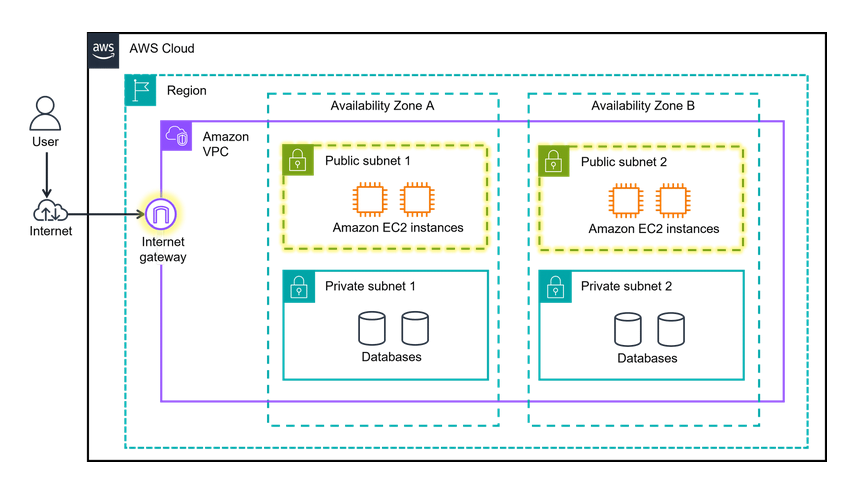 aws
AWS Cloud
Region
Availability Zone A
Availability Zone B
Amazon
VPC
User
Internet
Internet
gateway
Public subnet 1
Amazon EC2 instances
Public subnet 2
Amazon EC2 instances
Private subnet 1
Databases
Private subnet 2
Databases